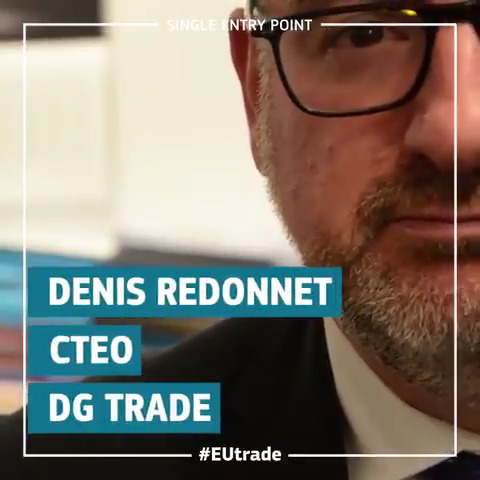 SINGLE ENTRY POINT
DENIS REDONNET
CTEO
DG TRADE
#EUtrade